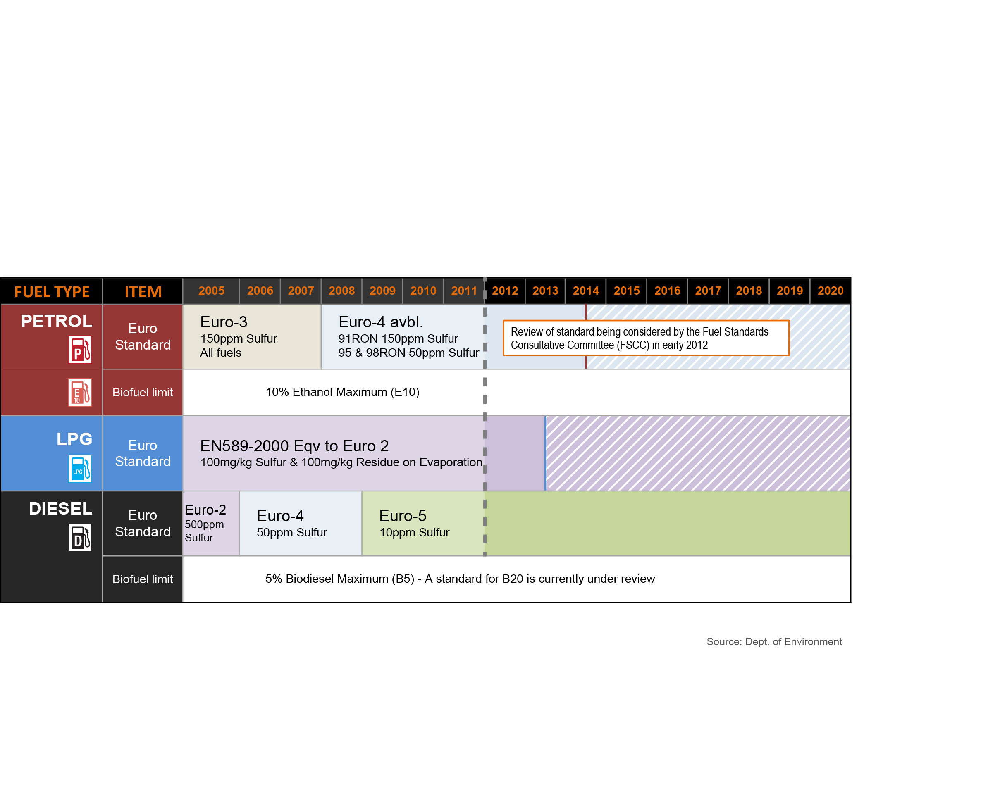 FUEL TYPE ITEM 2005 2006 2007 2008 2009 2010 2011 2012 2013 2014 2015 2016 2017 2018 2019 2020
PETROL
P
Euro
Standard
Euro-3
150ppm Sulfur
All fuels
Euro-4 avbl.
91RON 150ppm Sulfur
95 & 98RON 50ppm Sulfur
Review of standard being considered by the Fuel Standards
Consultative Committee (FSCC) in early 2012
E
10
Biofuel limit
10% Ethanol Maximum (E10)
LPG
LPG
Euro
Standard
EN589-2000 Eqv to Euro 2
100mg/kg Sulfur & 100mg/kg Residue on Evaporation
DIESEL
D
Euro
Standard
Euro-2
500ppm
Sulfur
Euro-4
50ppm Sulfur
Euro-5
10ppm Sulfur
Biofuel limit
5% Biodiesel Maximum (B5) - A standard for B20 is currently under review
Source: Dept. of Environment